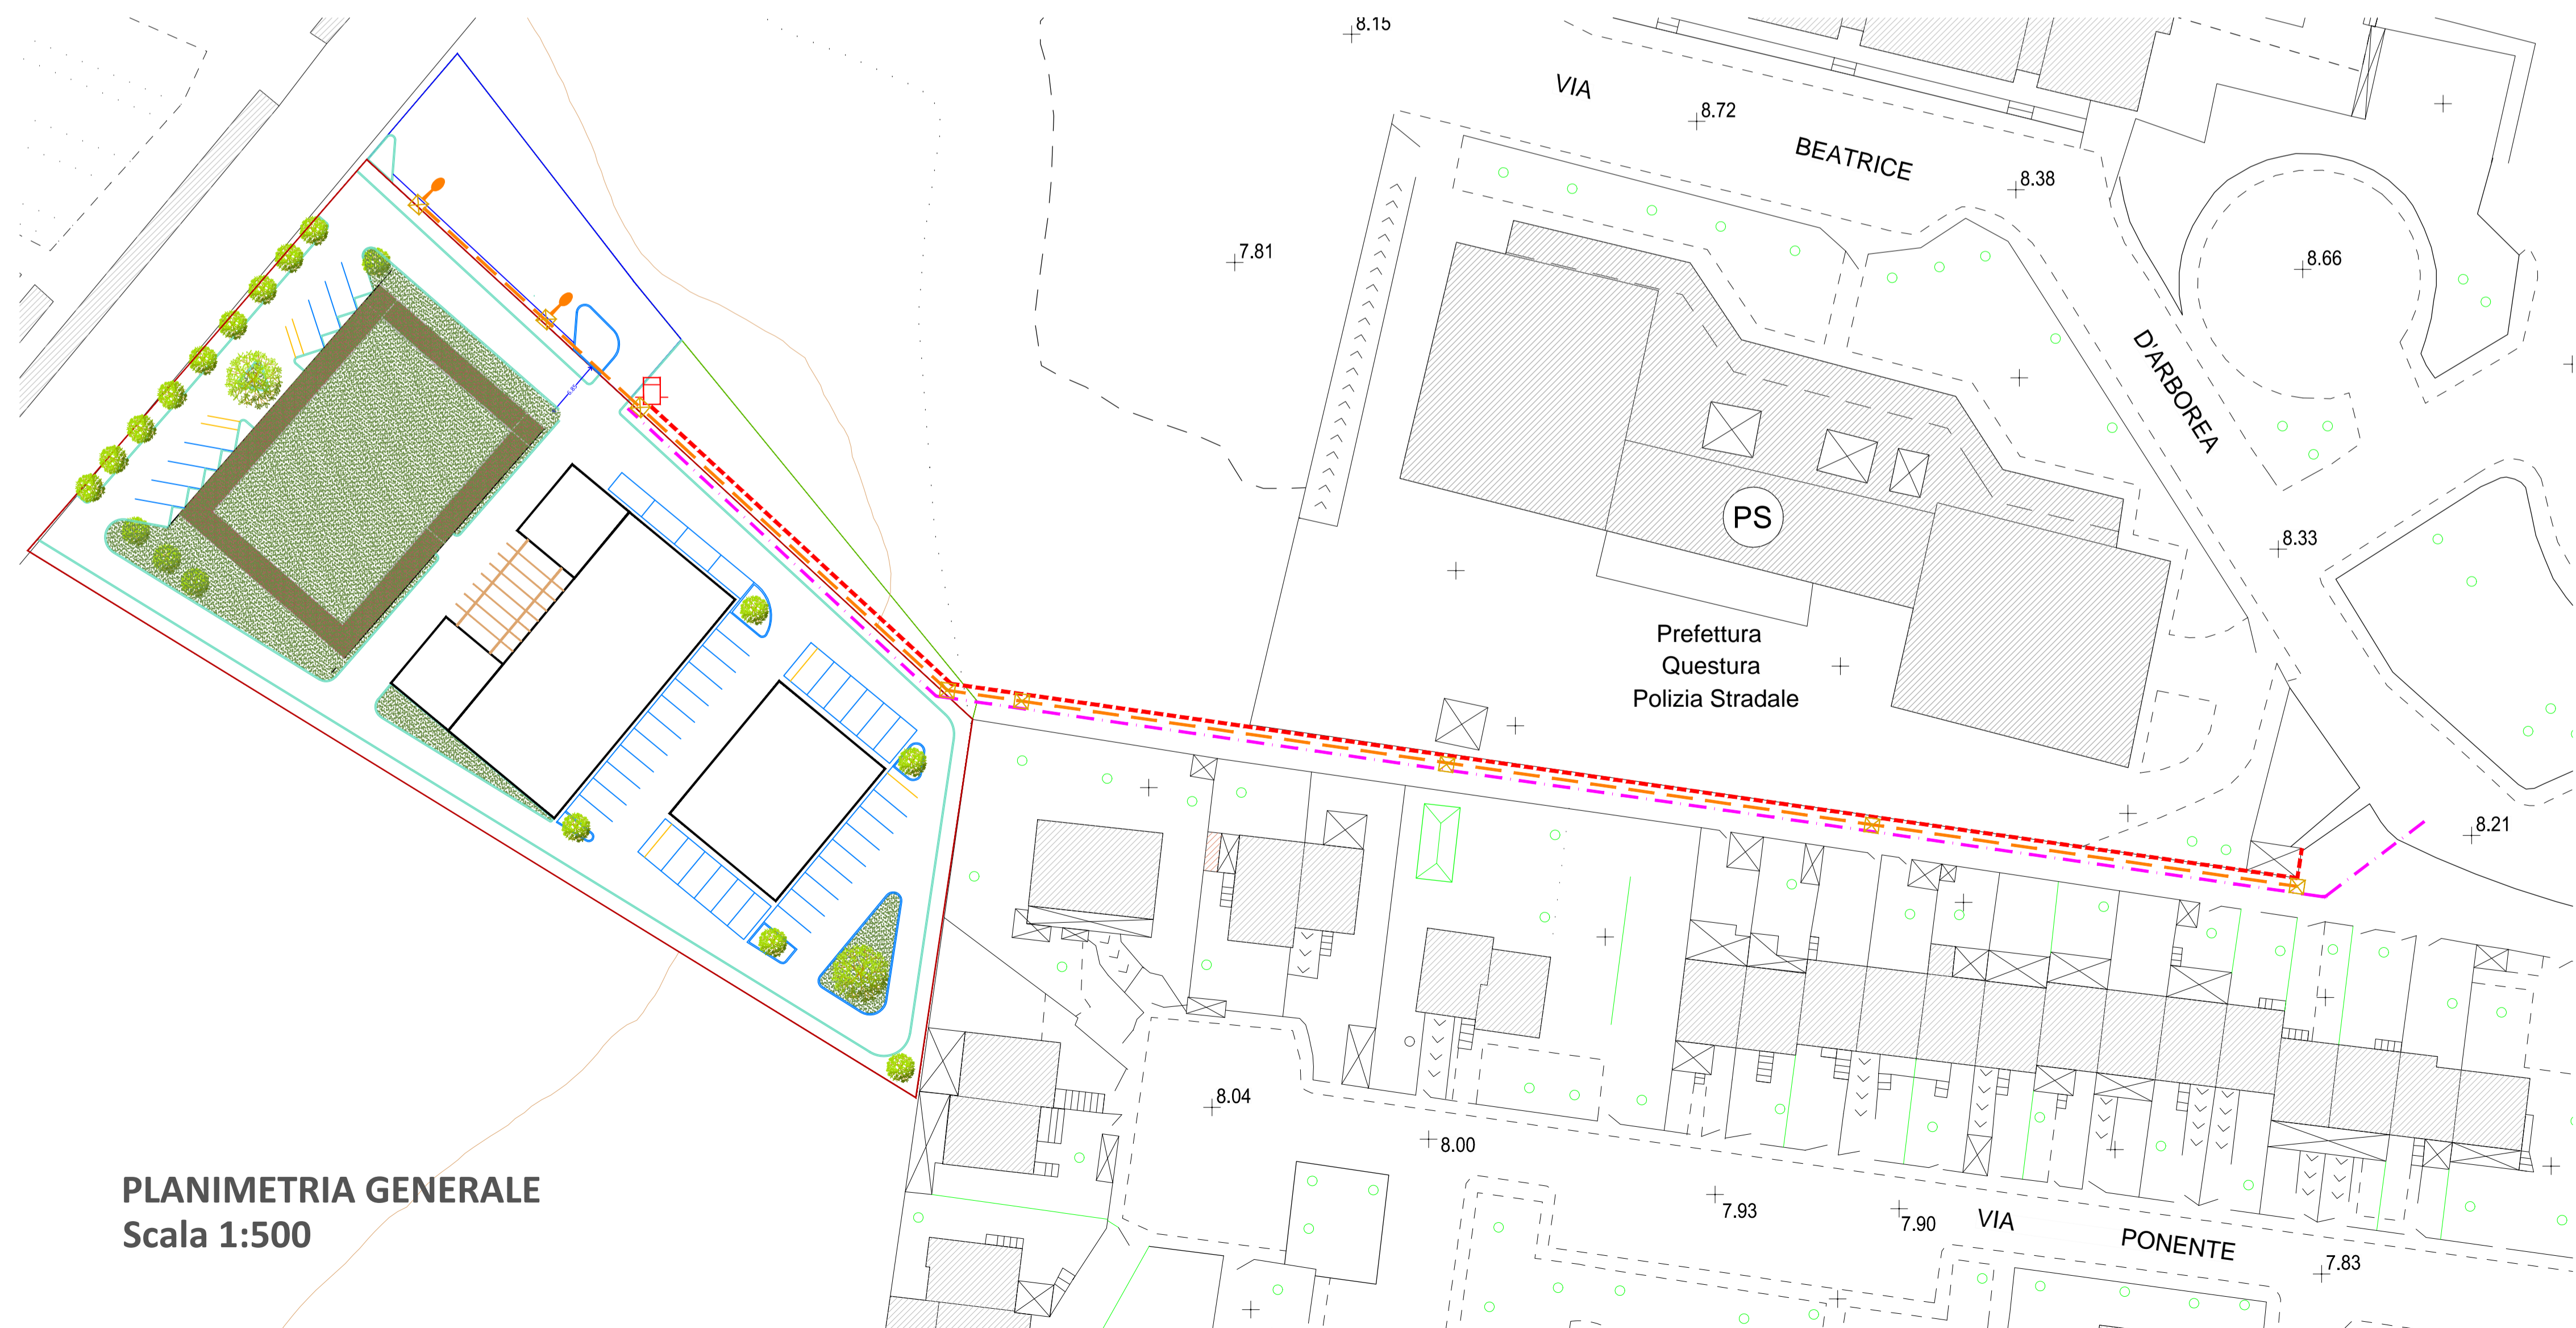 8.15
VIA
8.72
BEATRICE
8.38
7.81
8.66
D'ARBOREA
PS
8.33
Prefettura
Questura
Polizia Stradale
8.21
8.04
8.00
PLANIMETRIA GENERALE
Scala 1:500
7.93
7.90
VIA
PONENTE
7.83